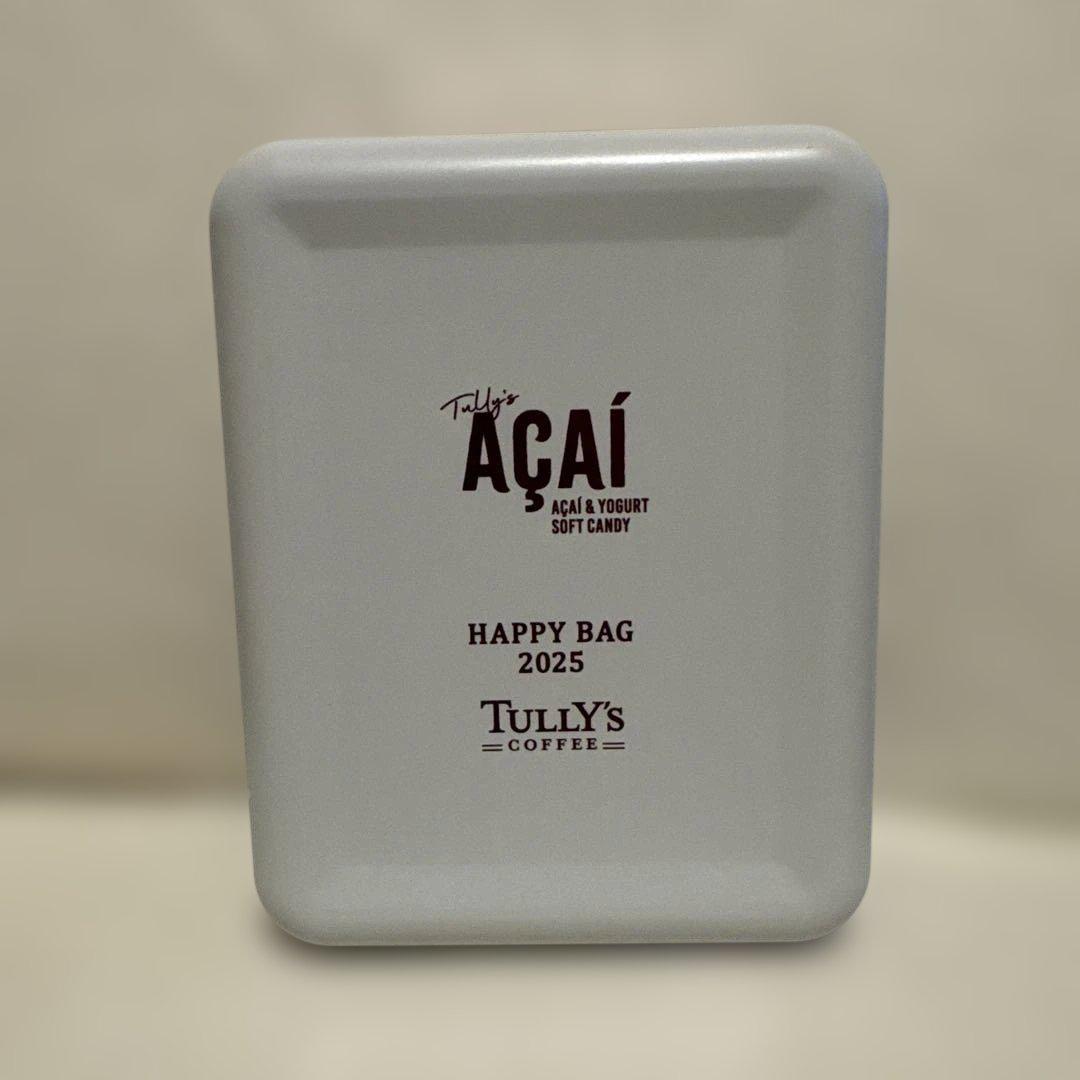 Tully's
AÇAÍ
AÇAÍ & YOGURT
SOFT CANDY
HAPPY BAG
2025
TULLY'S
COFFEE